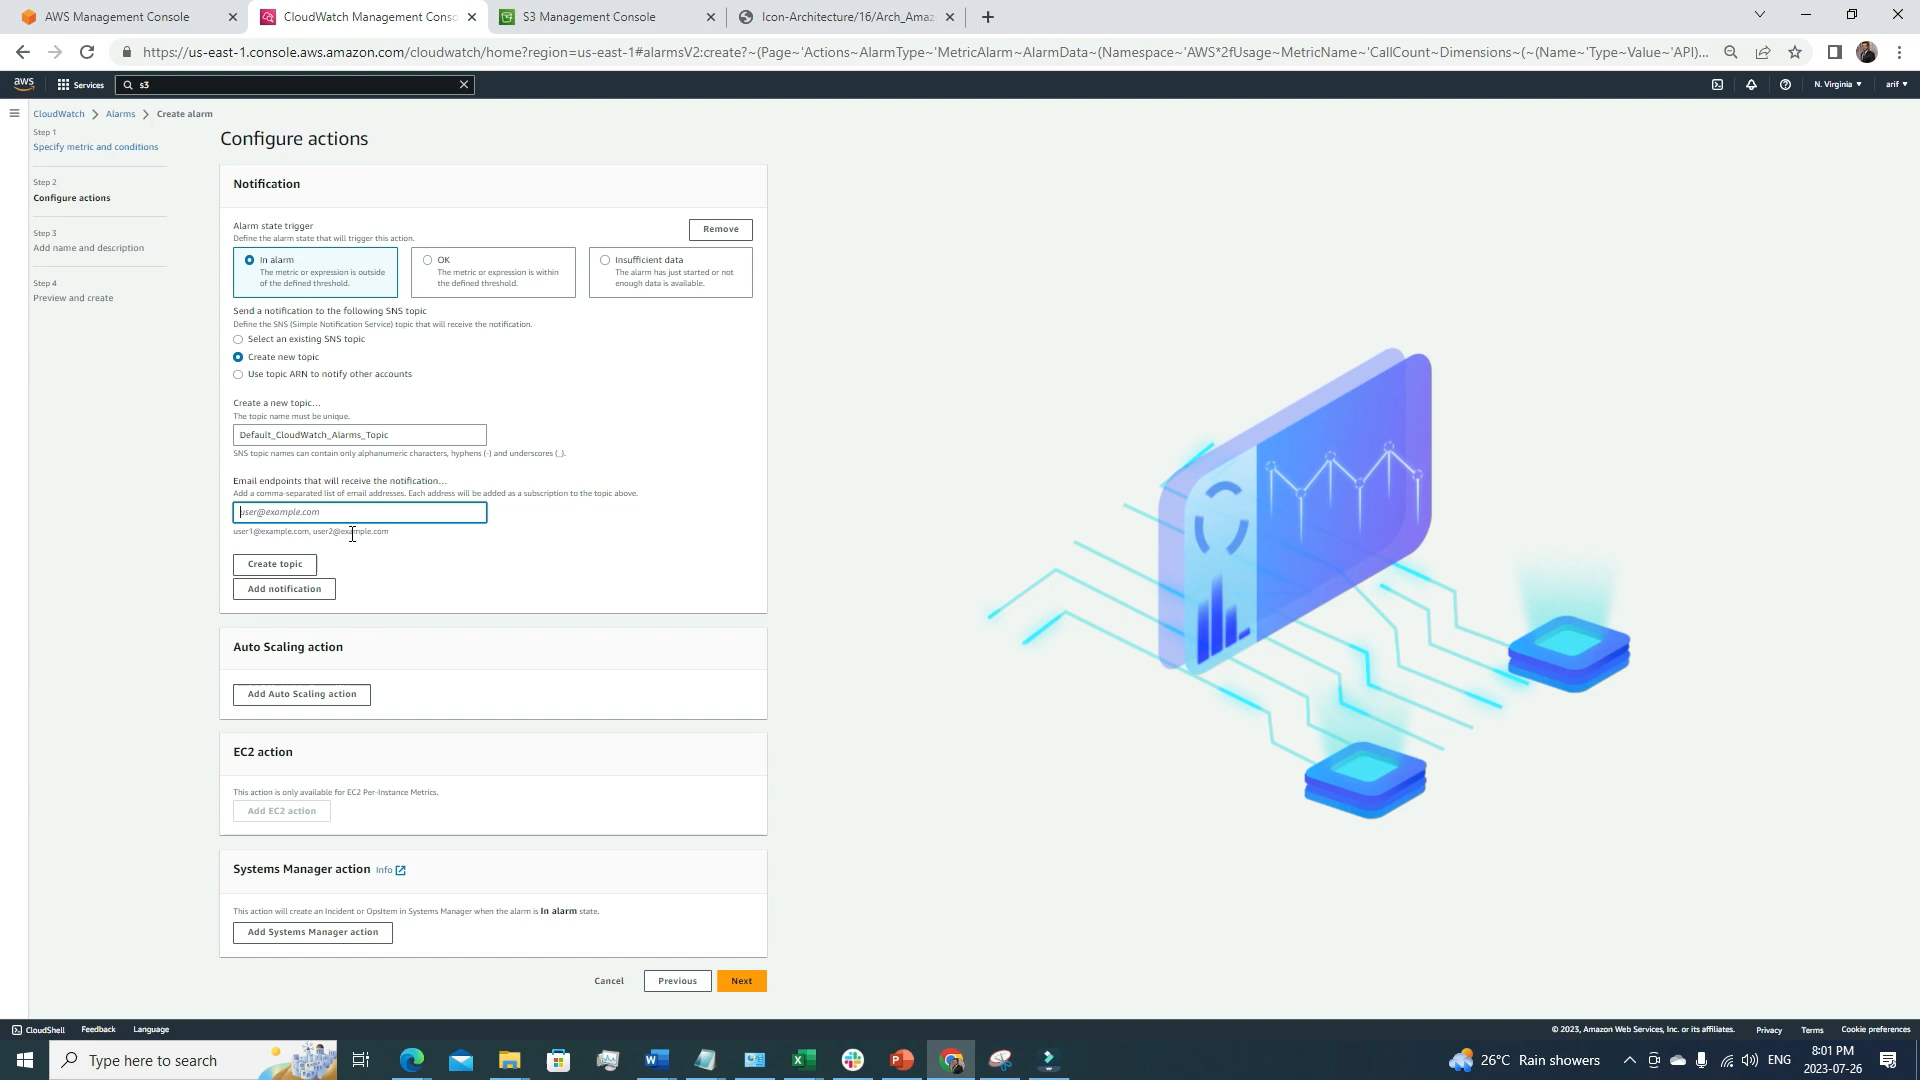 AWS Management Console
CloudWatch Management Conso
S3 Management Console
Icon-Architecture/16/Arch_Amaz
https://us-east-1.console.aws.amazon.com/cloudwatch/home?region=us-east-1#alarmsV2:create?~(Page~'Actions~AlarmType~'MetricAlarm~AlarmData~(Namespace~'AWS*2fUsage~MetricName~'CallCount~Dimensions~(~(Name~'Type~Value~'API)...
aws
Services
s3
N. Virginia
arif
CloudWatch
Alarms
Create alarm
Step 1
Specify metric and conditions
Step 2
Configure actions
Step 3
Add name and description
Step 4
Preview and create
Configure actions
Notification
Alarm state trigger
Define the alarm state that will trigger this action.
Remove
In alarm
The metric or expression is outside
of the defined threshold.
OK
The metric or expression is within
the defined threshold.
Insufficient data
The alarm has just started or not
enough data is available.
Send a notification to the following SNS topic
Define the SNS (Simple Notification Service) topic that will receive the notification.
Select an existing SNS topic
Create new topic
Use topic ARN to notify other accounts
Create a new topic...
The topic name must be unique.
Default_CloudWatch_Alarms_Topic
SNS topic names can contain only alphanumeric characters, hyphens (-) and underscores (_).
Email endpoints that will receive the notification...
Add a comma-separated list of email addresses. Each address will be added as a subscription to the topic above.
user@example.com
user1@example.com, user2@example.com
Create topic
Add notification
Auto Scaling action
Add Auto Scaling action
EC2 action
This action is only available for EC2 Per-Instance Metrics.
Add EC2 action
Systems Manager action
Info
This action will create an Incident or OpsItem in Systems Manager when the alarm is In alarm state.
Add Systems Manager action
Cancel
Previous
Next
CloudShell
Feedback
Language
© 2023, Amazon Web Services, Inc. or its affiliates.
Privacy
Terms
Cookie preferences
Type here to search
26°C Rain showers
ENG
8:01 PM
2023-07-26